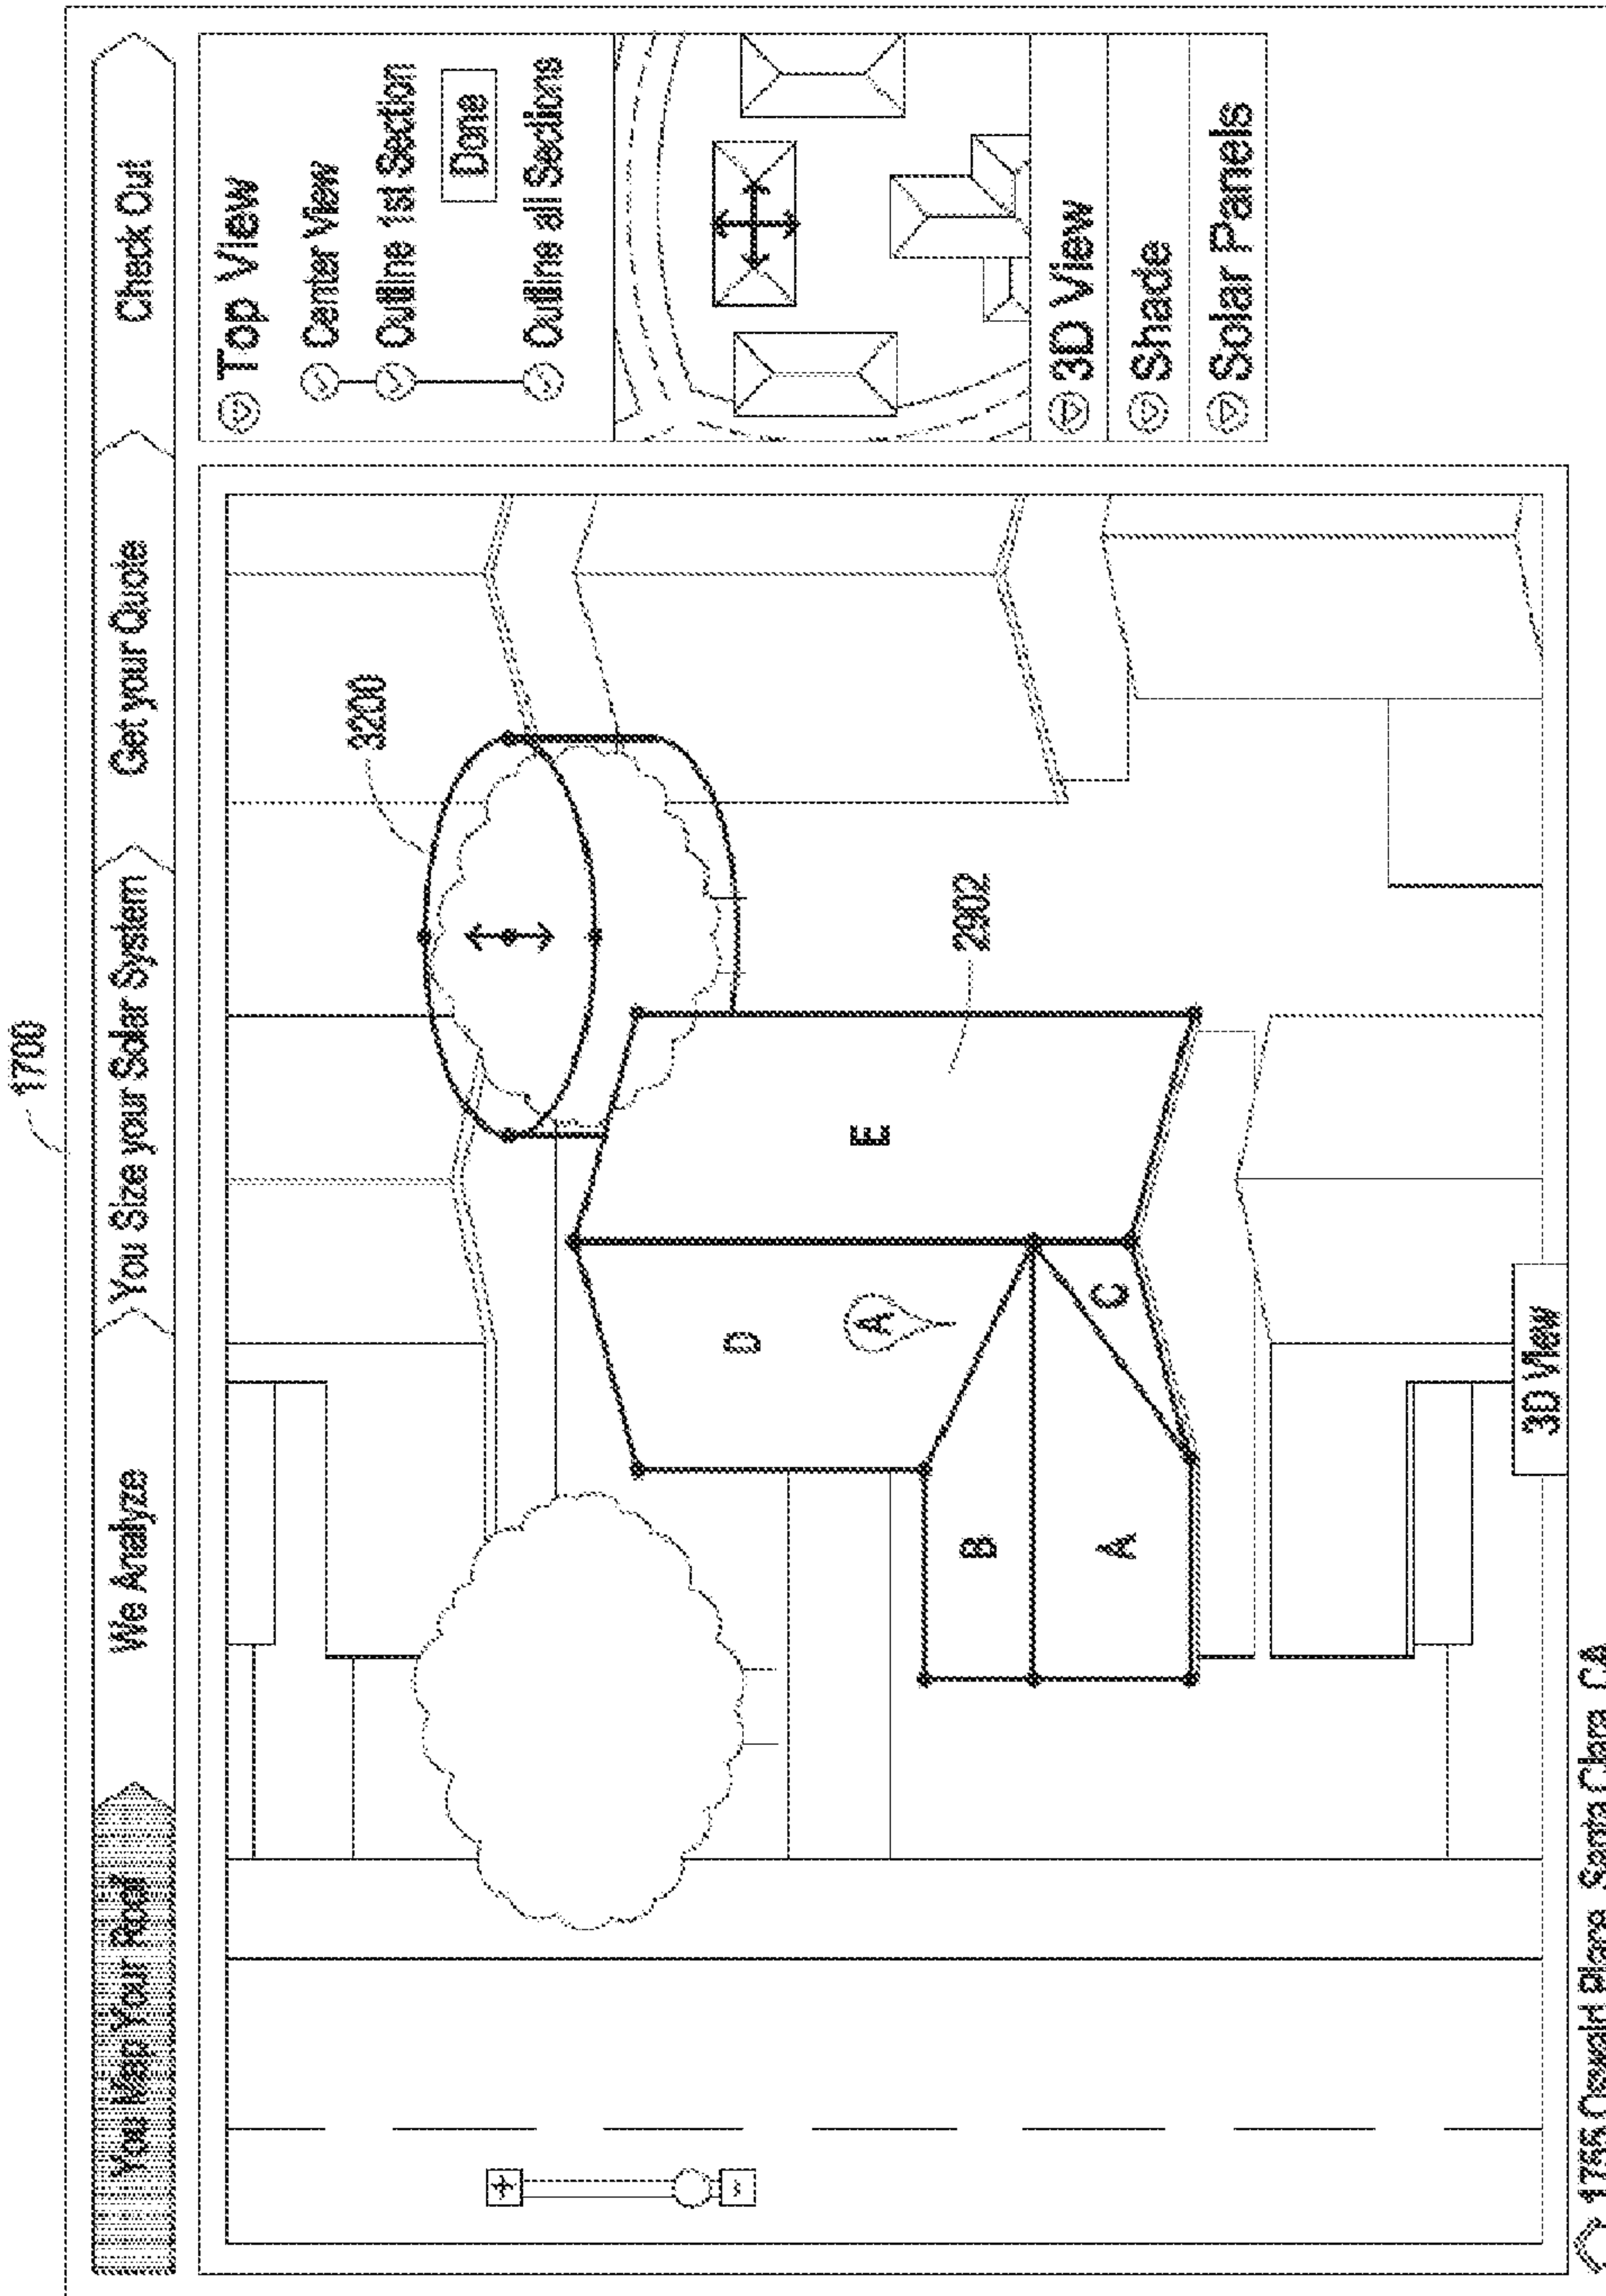 1700
You Map Your Roof
We Analyze
You Size your Solar System
Get your Quote
Check Out
Top View
Center View
Outline 1st Section
Done
Outline all Sections
3D View
Shade
Solar Panels
3200
2902
E
D
A
C
B
A
+
-
3D View
1755 Oswald Place, Santa Clara, CA